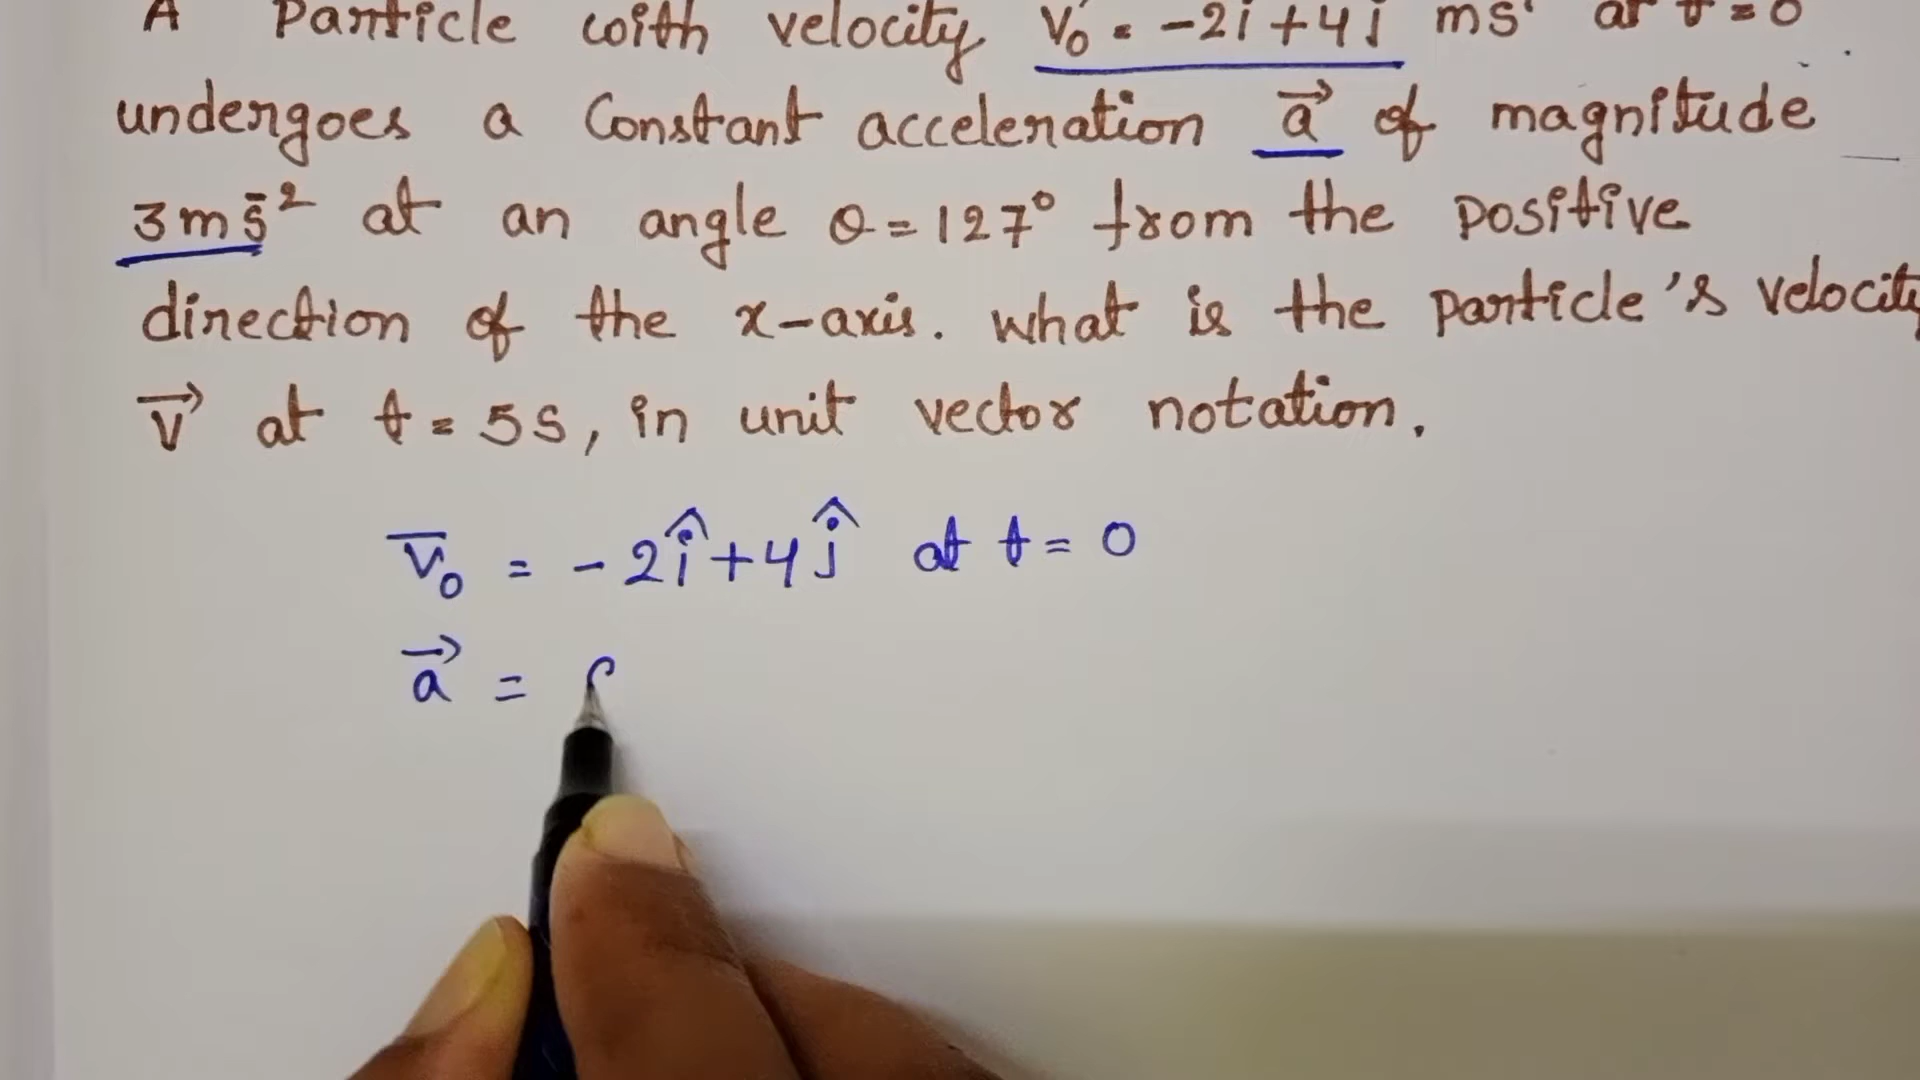 A Particle with velocity V₀ = -2i+4j ms¹ at t=0
undergoes a Constant acceleration a⃗ of magnitude
3ms̄² at an angle θ=127° from the positive
direction of the x-axis. What is the particle's velocity
V⃗ at t=5s, in unit vector notation.
V̅₀ = -2î+4ĵ at t=0
a⃗ =